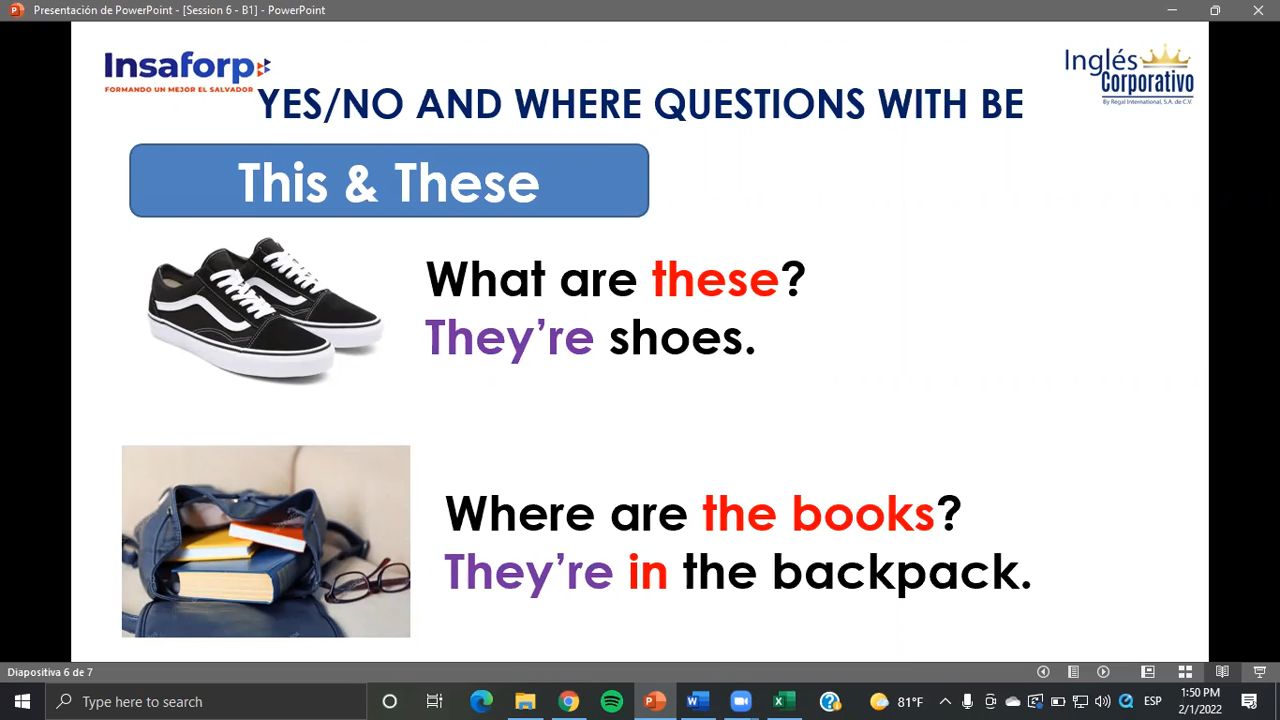 Presentación de PowerPoint - [Session 6 - B1] - PowerPoint
Insaforp
FORMANDO UN MEJOR EL SALVADOR
Inglés
Corporativo
By Regal International, S.A. de C.V.
YES/NO AND WHERE QUESTIONS WITH BE
This & These
What are these?
They’re shoes.
Where are the books?
They’re in the backpack.
Diapositiva 6 de 7
Type here to search
81°F
ESP
1:50 PM
2/1/2022